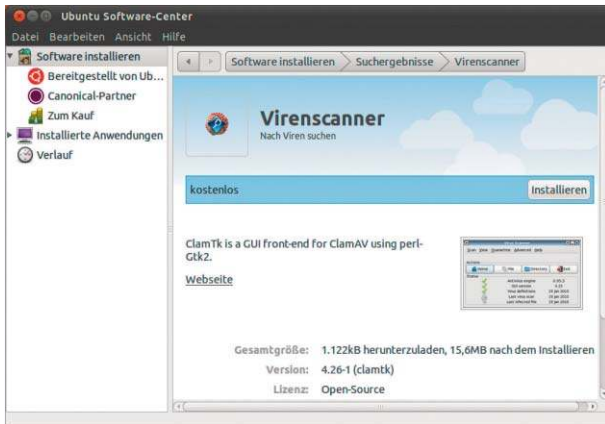 Ubuntu Software-Center
Datei Bearbeiten Ansicht Hilfe
Software installieren
Bereitgestellt von Ub...
Canonical-Partner
Zum Kauf
Installierte Anwendungen
Verlauf
Software installieren Suchergebnisse Virenscanner
Virenscanner
Nach Viren suchen
kostenlos
Installieren
ClamTk is a GUI front-end for ClamAV using perl-
Gtk2.
Webseite
Gesamtgröße: 1.122kB herunterzuladen, 15,6MB nach dem Installieren
Version: 4.26-1 (clamtk)
Lizenz: Open-Source